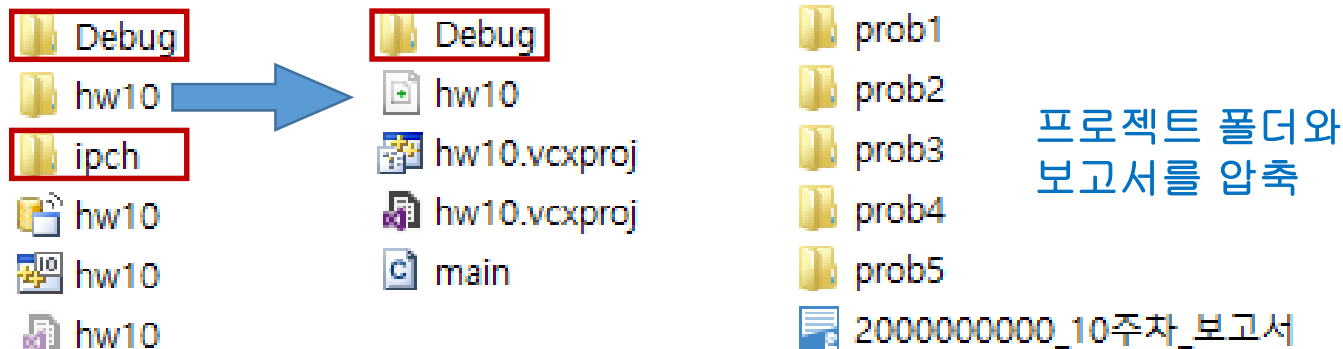 Debug
hw10
ipch
hw10
hw10
hw10
Debug
hw10
hw10.vcxproj
hw10.vcxproj
main
prob1
prob2
prob3
prob4
prob5
2000000000_10주차_보고서
프로젝트 폴더와
보고서를 압축